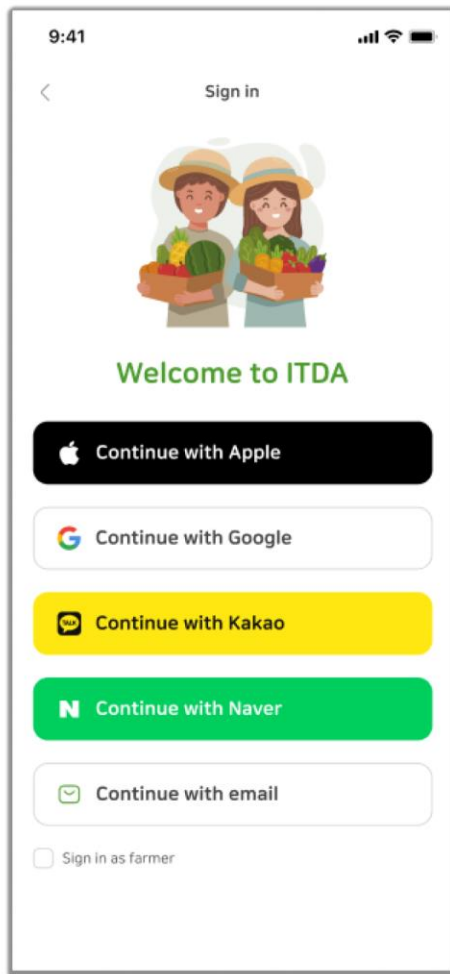 9:41
Sign in
Welcome to ITDA
Continue with Apple
Continue with Google
TALK
Continue with Kakao
N
Continue with Naver
Continue with email
Sign in as farmer